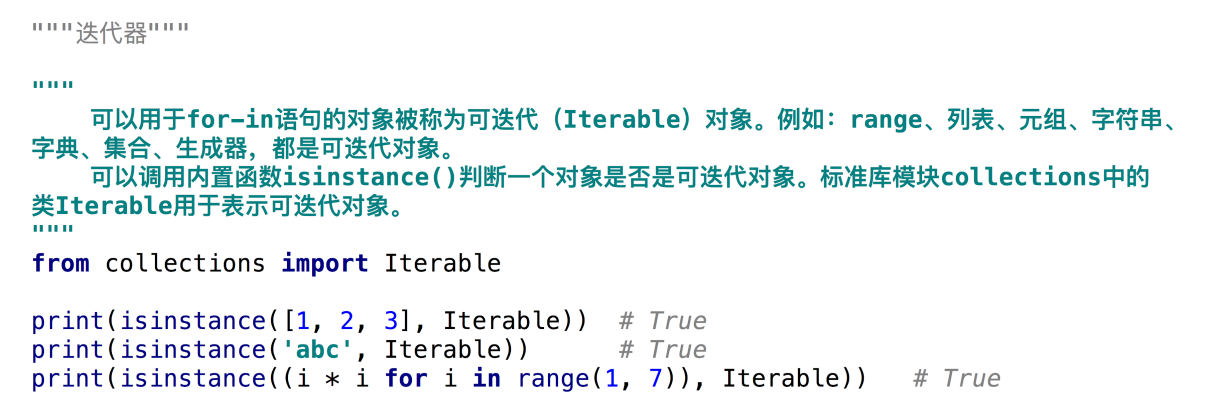 """迭代器"""
"""
可以用于for-in语句的对象被称为可迭代（Iterable）对象。例如：range、列表、元组、字符串、
字典、集合、生成器，都是可迭代对象。
可以调用内置函数isinstance()判断一个对象是否是可迭代对象。标准库模块collections中的
类Iterable用于表示可迭代对象。
"""
from collections import Iterable
print(isinstance([1, 2, 3], Iterable))  # True
print(isinstance('abc', Iterable))      # True
print(isinstance((i * i for i in range(1, 7)), Iterable))   # True